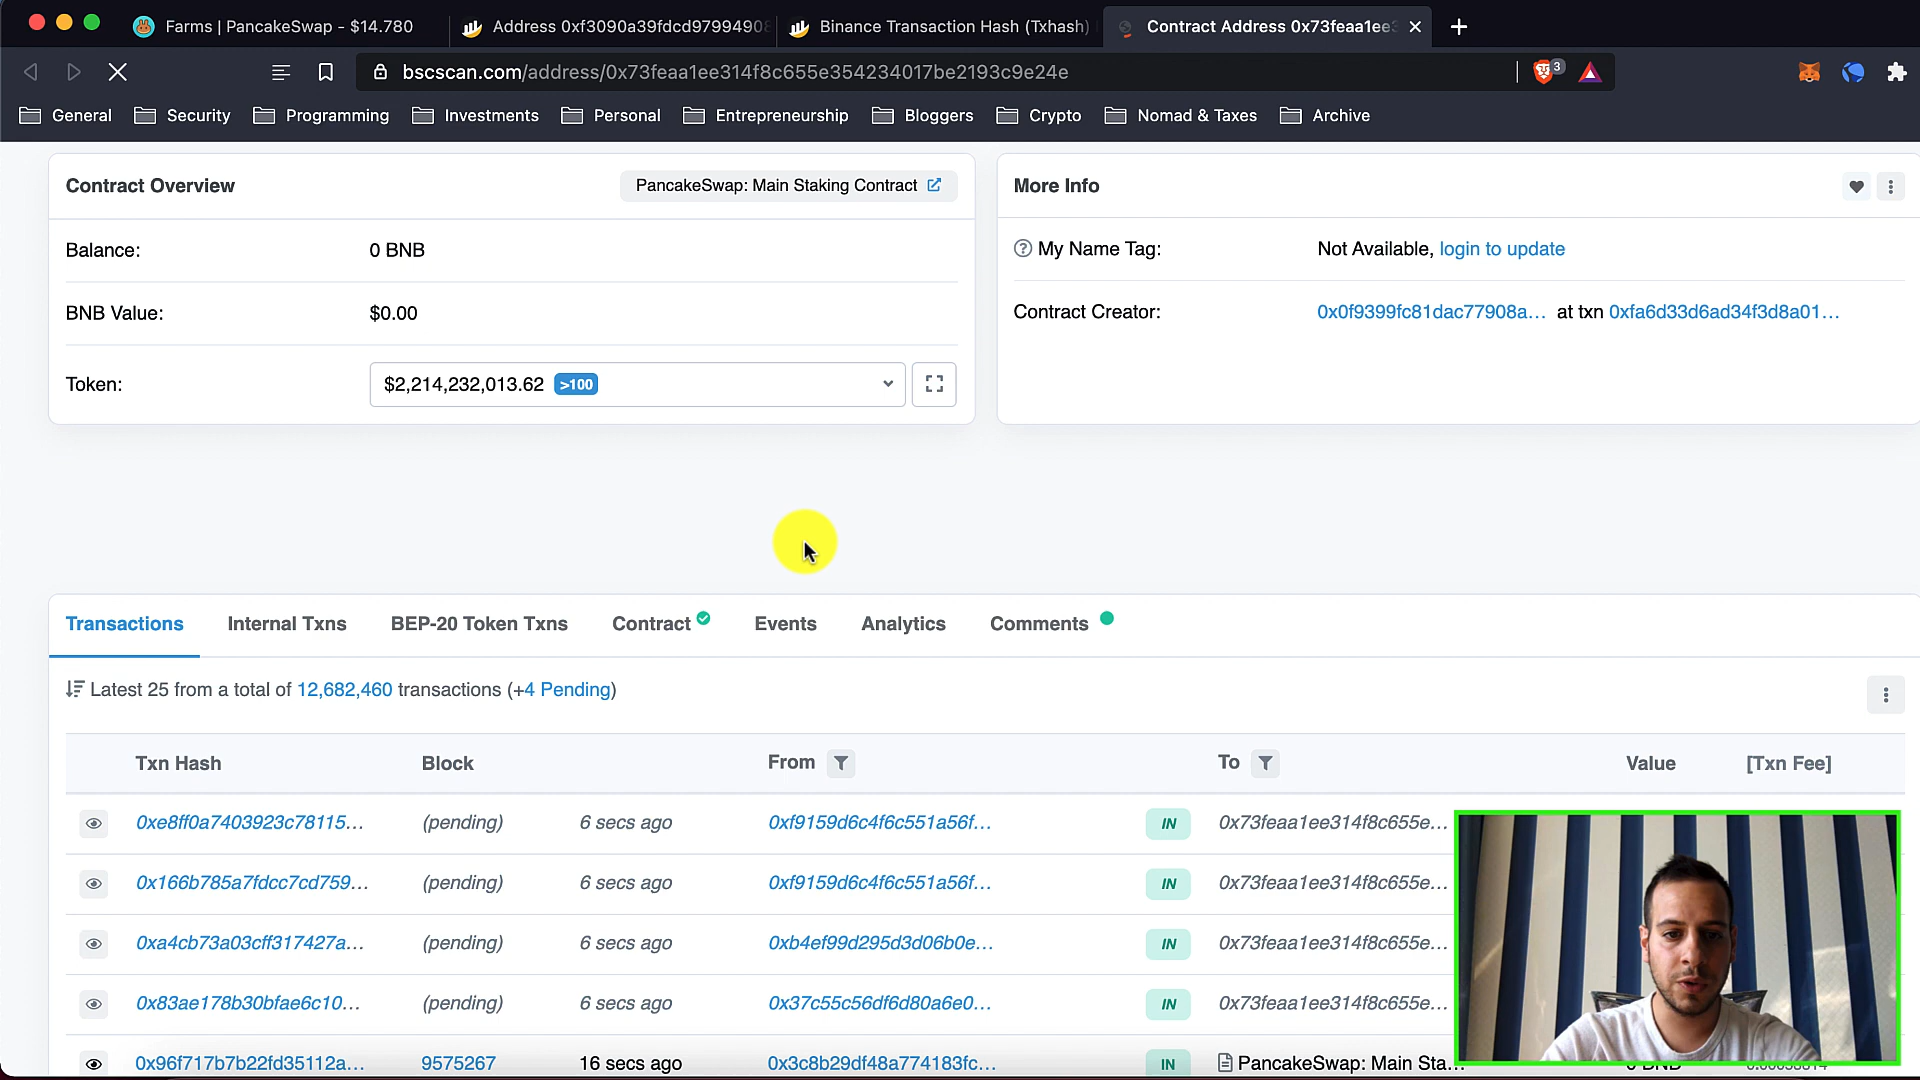 Farms | PancakeSwap - $14.780
Address 0xf3090a39fdcd9799490
Binance Transaction Hash (Txhash)
Contract Address 0x73feaa1ee3
bscscan.com/address/0x73feaa1ee314f8c655e354234017be2193c9e24e
3
General Security Programming Investments Personal Entrepreneurship Bloggers Crypto Nomad & Taxes Archive
Contract Overview
PancakeSwap: Main Staking Contract
Balance: 0 BNB
BNB Value: $0.00
Token: $2,214,232,013.62 >100
More Info
My Name Tag: Not Available, login to update
Contract Creator: 0x0f9399fc81dac77908a... at txn 0xfa6d33d6ad34f3d8a01...
Transactions Internal Txns BEP-20 Token Txns Contract Events Analytics Comments
Latest 25 from a total of 12,682,460 transactions (+4 Pending)
Txn Hash Block From To Value [Txn Fee]
0xe8ff0a7403923c78115... (pending) 6 secs ago 0xf9159d6c4f6c551a56f... IN 0x73feaa1ee314f8c655e...
0x166b785a7fdcc7cd759... (pending) 6 secs ago 0xf9159d6c4f6c551a56f... IN 0x73feaa1ee314f8c655e...
0xa4cb73a03cff317427a... (pending) 6 secs ago 0xb4ef99d295d3d06b0e... IN 0x73feaa1ee314f8c655e...
0x83ae178b30bfae6c10... (pending) 6 secs ago 0x37c55c56df6d80a6e0... IN 0x73feaa1ee314f8c655e...
0x96f717b7b22fd35112a... 9575267 16 secs ago 0x3c8b29df48a774183fc... IN PancakeSwap: Main Sta...